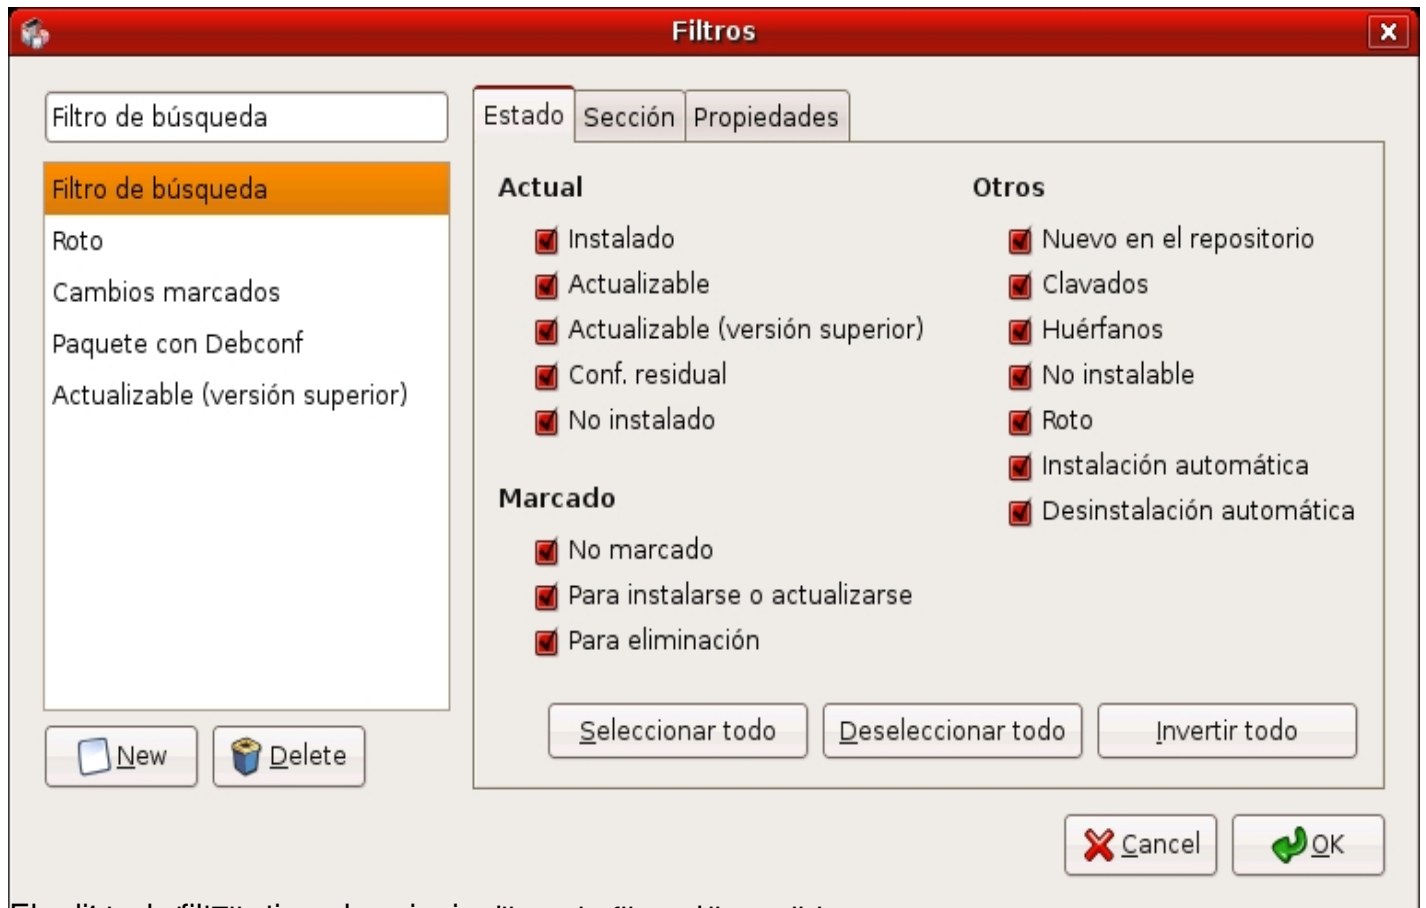 Filtros
Filtro de búsqueda
Filtro de búsqueda
Roto
Cambios marcados
Paquete con Debconf
Actualizable (versión superior)
New
Delete
Estado
Sección
Propiedades
Actual
Instalado
Actualizable
Actualizable (versión superior)
Conf. residual
No instalado
Marcado
No marcado
Para instalarse o actualizarse
Para eliminación
Otros
Nuevo en el repositorio
Clavados
Huérfanos
No instalable
Roto
Instalación automática
Desinstalación automática
Seleccionar todo
Deseleccionar todo
Invertir todo
Cancel
OK